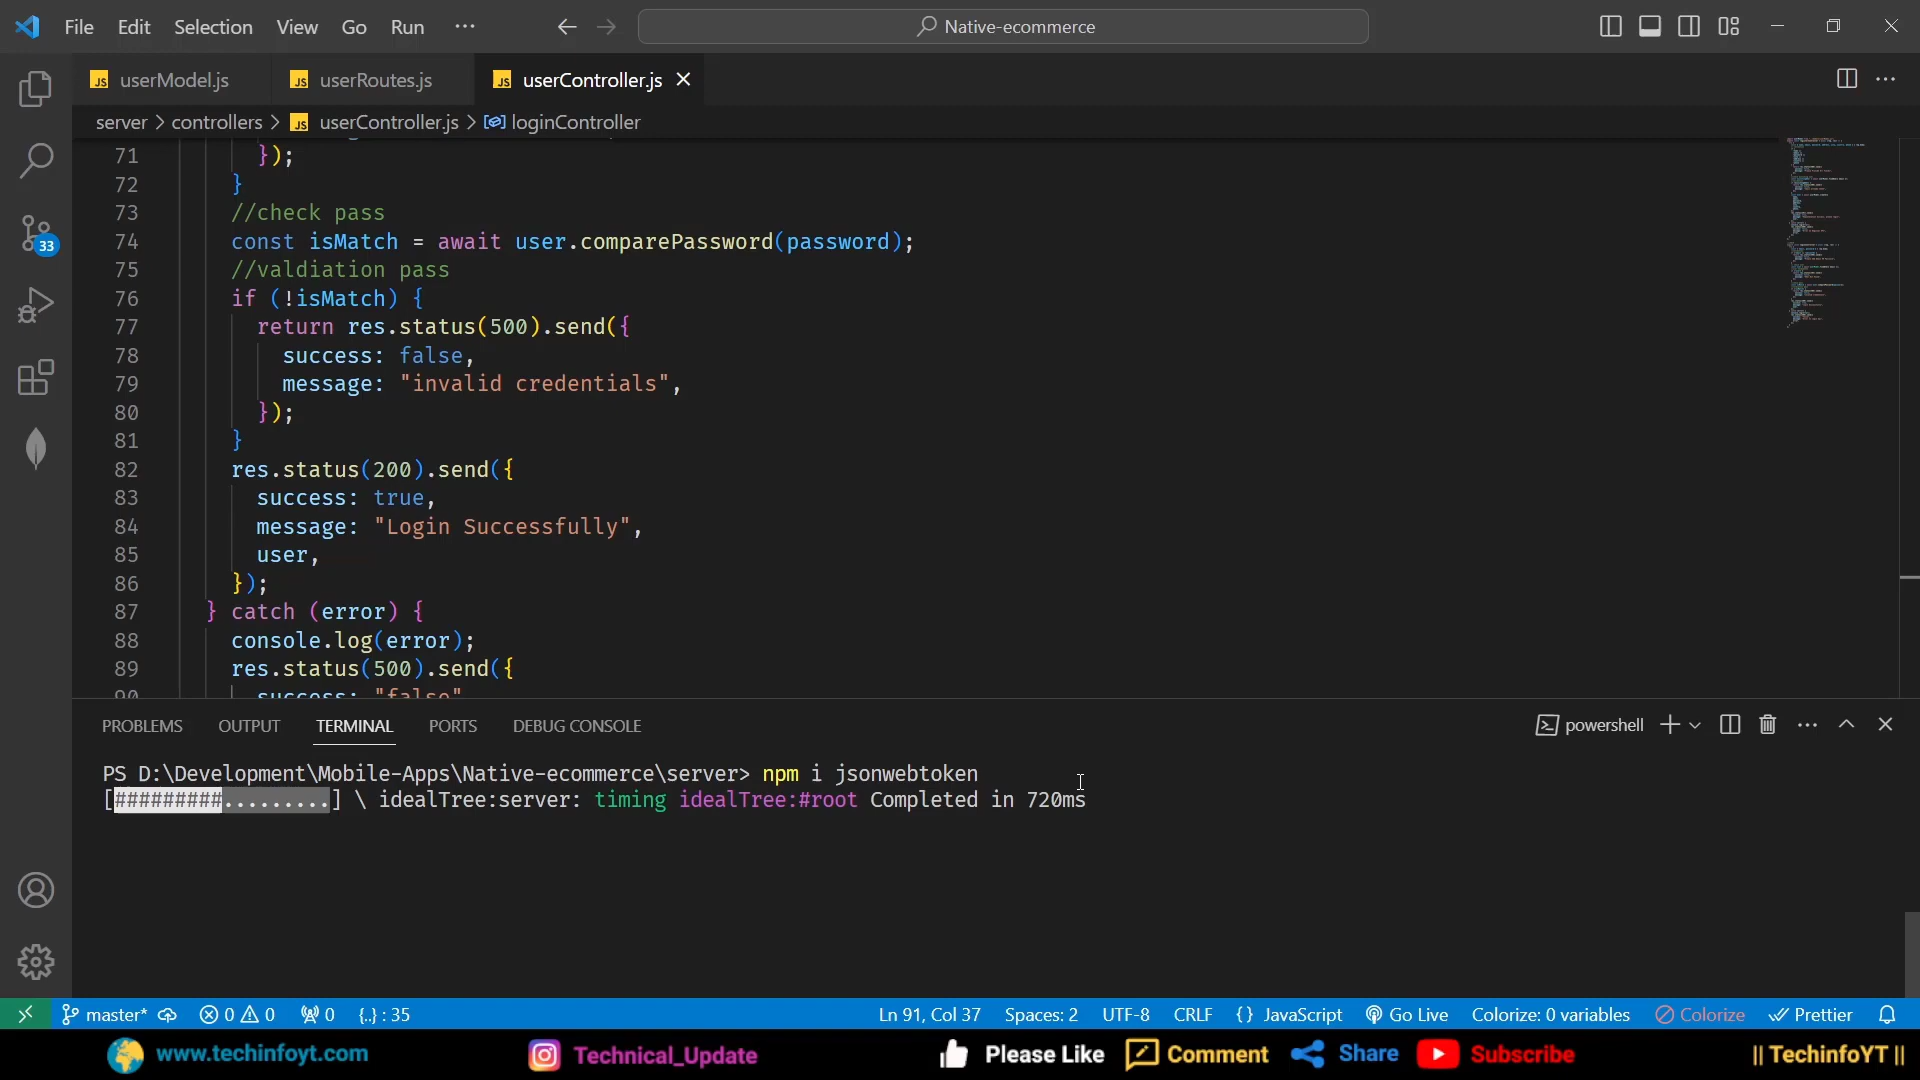 File Edit Selection View Go Run ··· Native-ecommerce
JS userModel.js JS userRoutes.js JS userController.js
server > controllers > JS userController.js > loginController
71 });
72 }
73 //check pass
74 const isMatch = await user.comparePassword(password);
75 //valdiation pass
76 if (!isMatch) {
77 return res.status(500).send({
78 success: false,
79 message: "invalid credentials",
80 });
81 }
82 res.status(200).send({
83 success: true,
84 message: "Login Successfully",
85 user,
86 });
87 } catch (error) {
88 console.log(error);
89 res.status(500).send({
90 success: "false"
33
PROBLEMS OUTPUT TERMINAL PORTS DEBUG CONSOLE powershell
PS D:\Development\Mobile-Apps\Native-ecommerce\server> npm i jsonwebtoken
[#########.........] \ idealTree:server: timing idealTree:#root Completed in 720ms
master* 0 0 0 {..} : 35 Ln 91, Col 37 Spaces: 2 UTF-8 CRLF {} JavaScript Go Live Colorize: 0 variables Colorize Prettier
www.techinfoyt.com Technical_Update Please Like Comment Share Subscribe || TechinfoYT ||